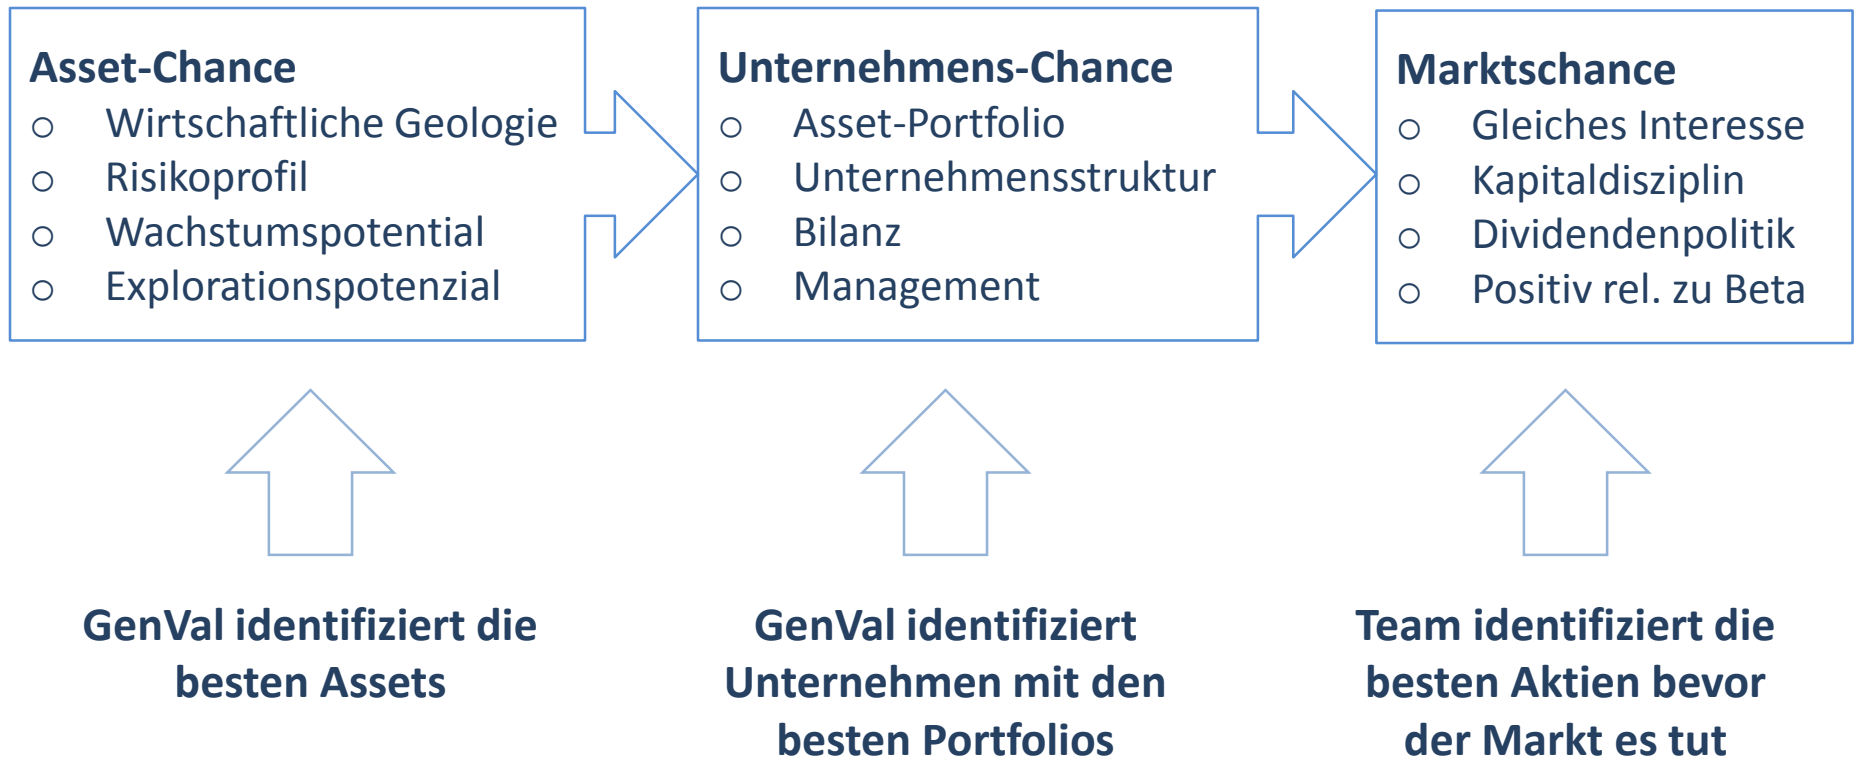 Asset-Chance
o Wirtschaftliche Geologie
o Risikoprofil
o Wachstumspotential
o Explorationspotenzial
Unternehmens-Chance
o Asset-Portfolio
o Unternehmensstruktur
o Bilanz
o Management
Marktschance
o Gleiches Interesse
o Kapitaldisziplin
o Dividendenpolitik
o Positiv rel. zu Beta
GenVal identifiziert die
besten Assets
GenVal identifiziert
Unternehmen mit den
besten Portfolios
Team identifiziert die
besten Aktien bevor
der Markt es tut